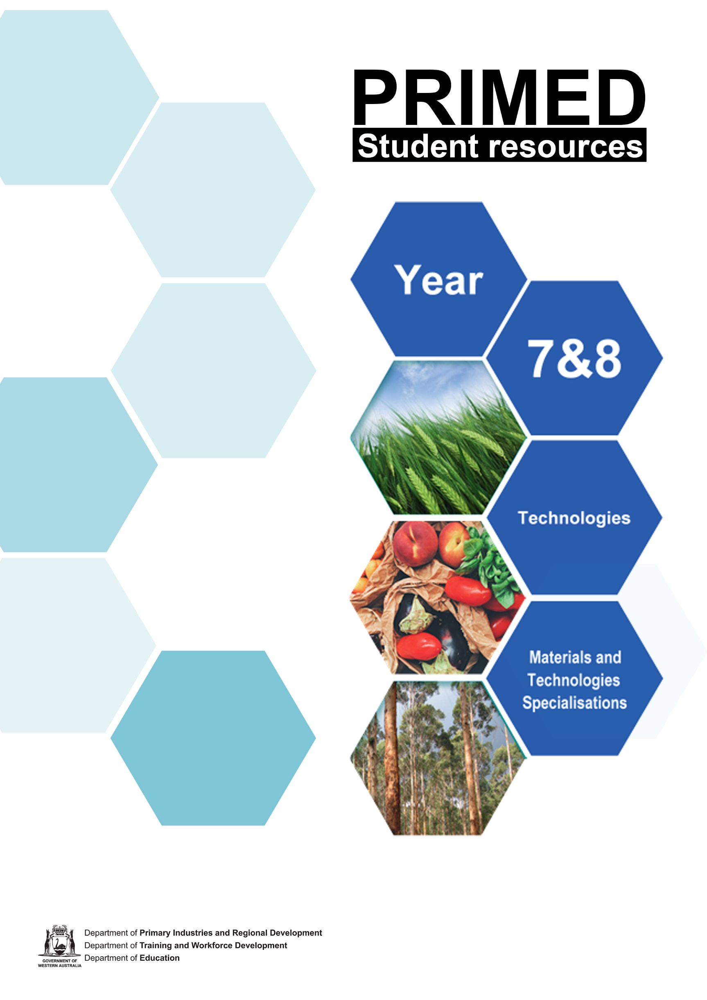 PRIMED
Student resources
Year
7&8
Technologies
Materials and
Technologies
Specialisations
Department of Primary Industries and Regional Development
Department of Training and Workforce Development
Department of Education
GOVERNMENT OF
WESTERN AUSTRALIA